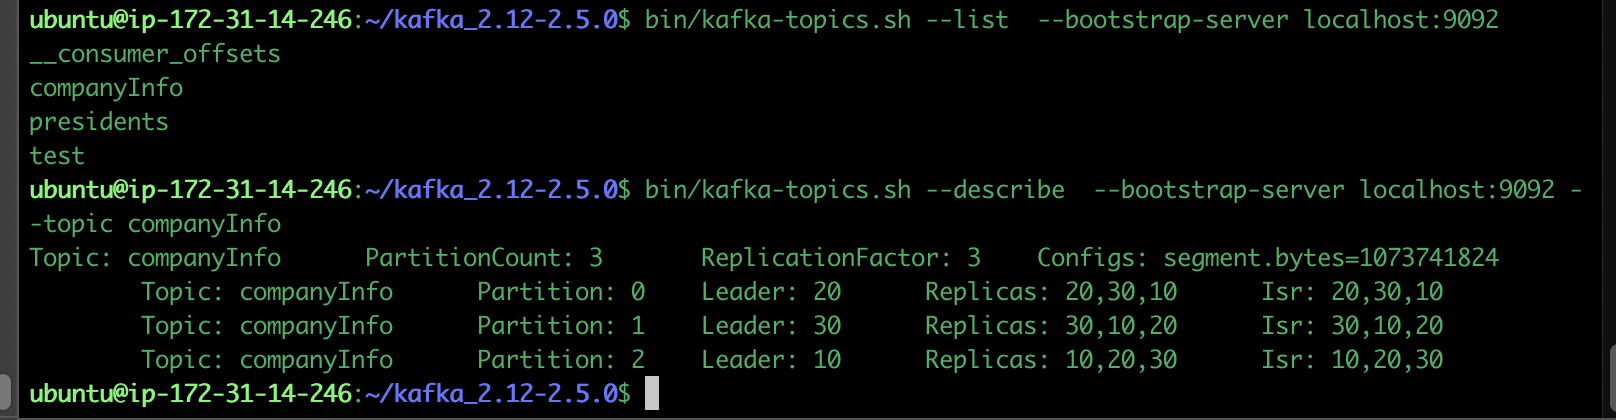 ubuntu@ip-172-31-14-246:~/kafka_2.12-2.5.0$ bin/kafka-topics.sh --list  --bootstrap-server localhost:9092
__consumer_offsets
companyInfo
presidents
test
ubuntu@ip-172-31-14-246:~/kafka_2.12-2.5.0$ bin/kafka-topics.sh --describe  --bootstrap-server localhost:9092 -
-topic companyInfo
Topic: companyInfo      PartitionCount: 3       ReplicationFactor: 3    Configs: segment.bytes=1073741824
        Topic: companyInfo      Partition: 0    Leader: 20      Replicas: 20,30,10      Isr: 20,30,10
        Topic: companyInfo      Partition: 1    Leader: 30      Replicas: 30,10,20      Isr: 30,10,20
        Topic: companyInfo      Partition: 2    Leader: 10      Replicas: 10,20,30      Isr: 10,20,30
ubuntu@ip-172-31-14-246:~/kafka_2.12-2.5.0$